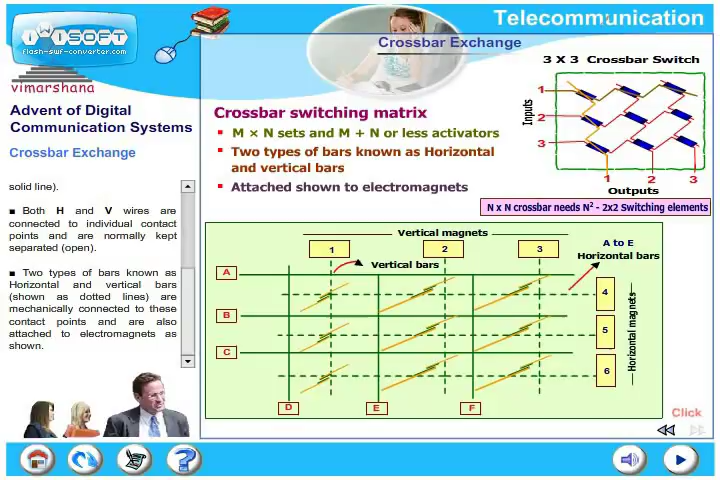 Telecommunication
iWiSOFT
flash-swf-converter.com
Crossbar Exchange
vimarshana
Advent of Digital
Communication Systems
Crossbar Exchange
solid line).
■ Both H and V wires are
connected to individual contact
points and are normally kept
separated (open).
■ Two types of bars known as
Horizontal and vertical bars
(shown as dotted lines) are
mechanically connected to these
contact points and are also
attached to electromagnets as
shown.
Crossbar switching matrix
▪ M × N sets and M + N or less activators
▪ Two types of bars known as Horizontal
and vertical bars
▪ Attached shown to electromagnets
3 X 3 Crossbar Switch
Inputs
1
2
3
1 2 3
Outputs
N x N crossbar needs N² - 2x2 Switching elements
Vertical magnets
1 2 3
Vertical bars
A to E
Horizontal bars
A
B
C
4
5
6
Horizontal magnets
D E F
Click